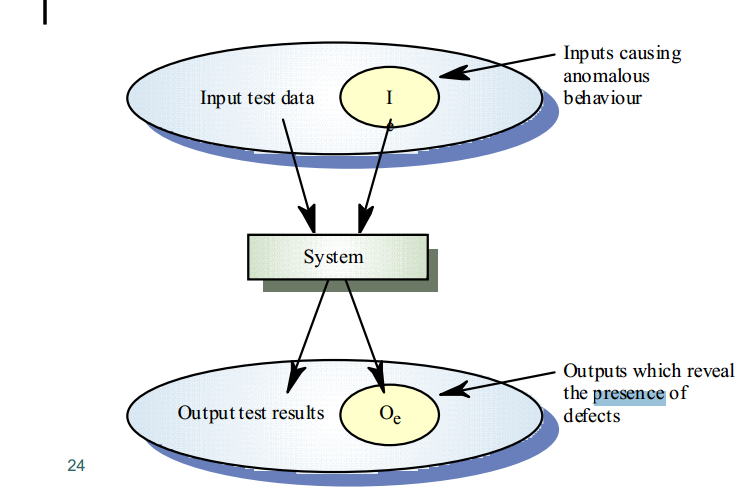 Inputs causing
anomalous
behaviour
Input test data
I
e
System
Outputs which reveal
the presence of
defects
Output test results
Oe
24